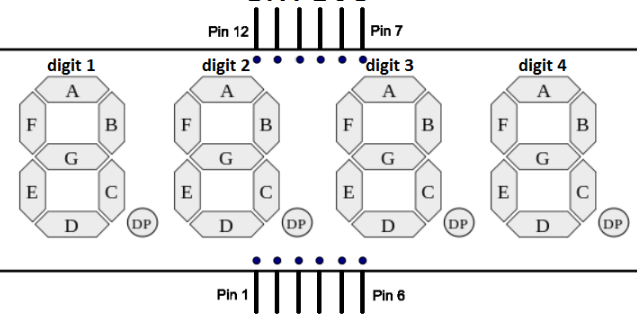 Pin 12 Pin 7
digit 1 digit 2 digit 3 digit 4
A A A A
F B F B F B F B
G G G G
E C E C E C E C
D DP D DP D DP D DP
Pin 1 Pin 6